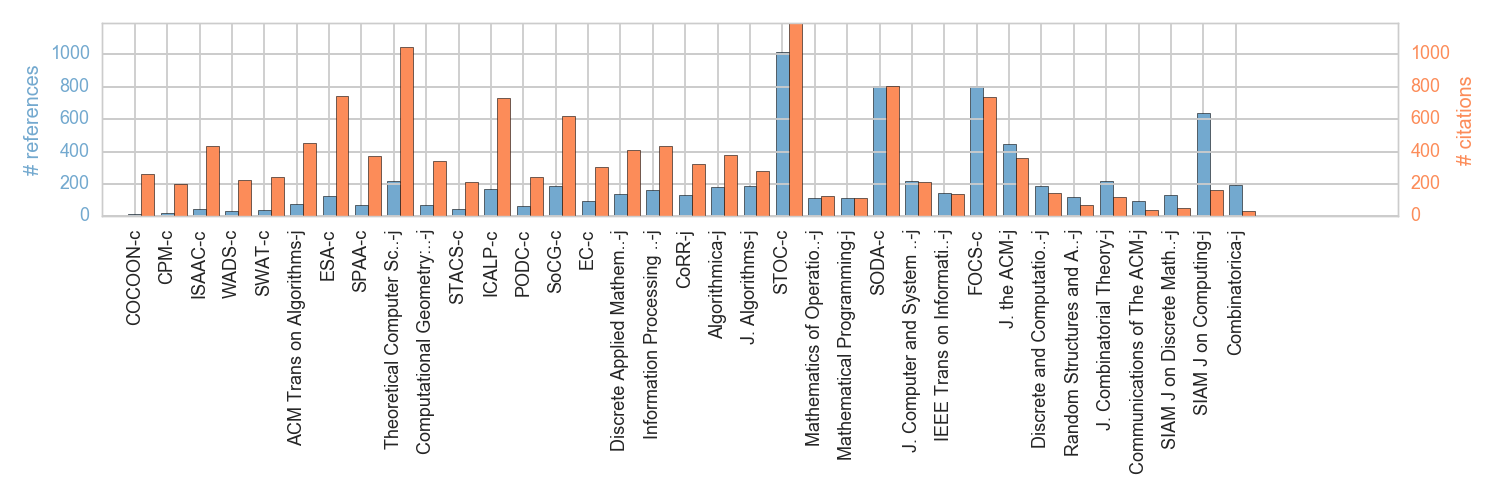 # references
1000
800
600
400
200
0
1000
800
600
400
200
0
# citations
COCOON-c
CPM-c
ISAAC-c
WADS-c
SWAT-c
ACM Trans on Algorithms-j
ESA-c
SPAA-c
Theoretical Computer Sc..-j
Computational Geometry:..-j
STACS-c
ICALP-c
PODC-c
SoCG-c
EC-c
Discrete Applied Mathem..-j
Information Processing ..-j
CoRR-j
Algorithmica-j
J. Algorithms-j
STOC-c
Mathematics of Operatio..-j
Mathematical Programming-j
SODA-c
J. Computer and System ..-j
IEEE Trans on Informati..-j
FOCS-c
J. the ACM-j
Discrete and Computatio..-j
Random Structures and A..-j
J. Combinatorial Theory-j
Communications of The ACM-j
SIAM J on Discrete Math..-j
SIAM J on Computing-j
Combinatorica-j